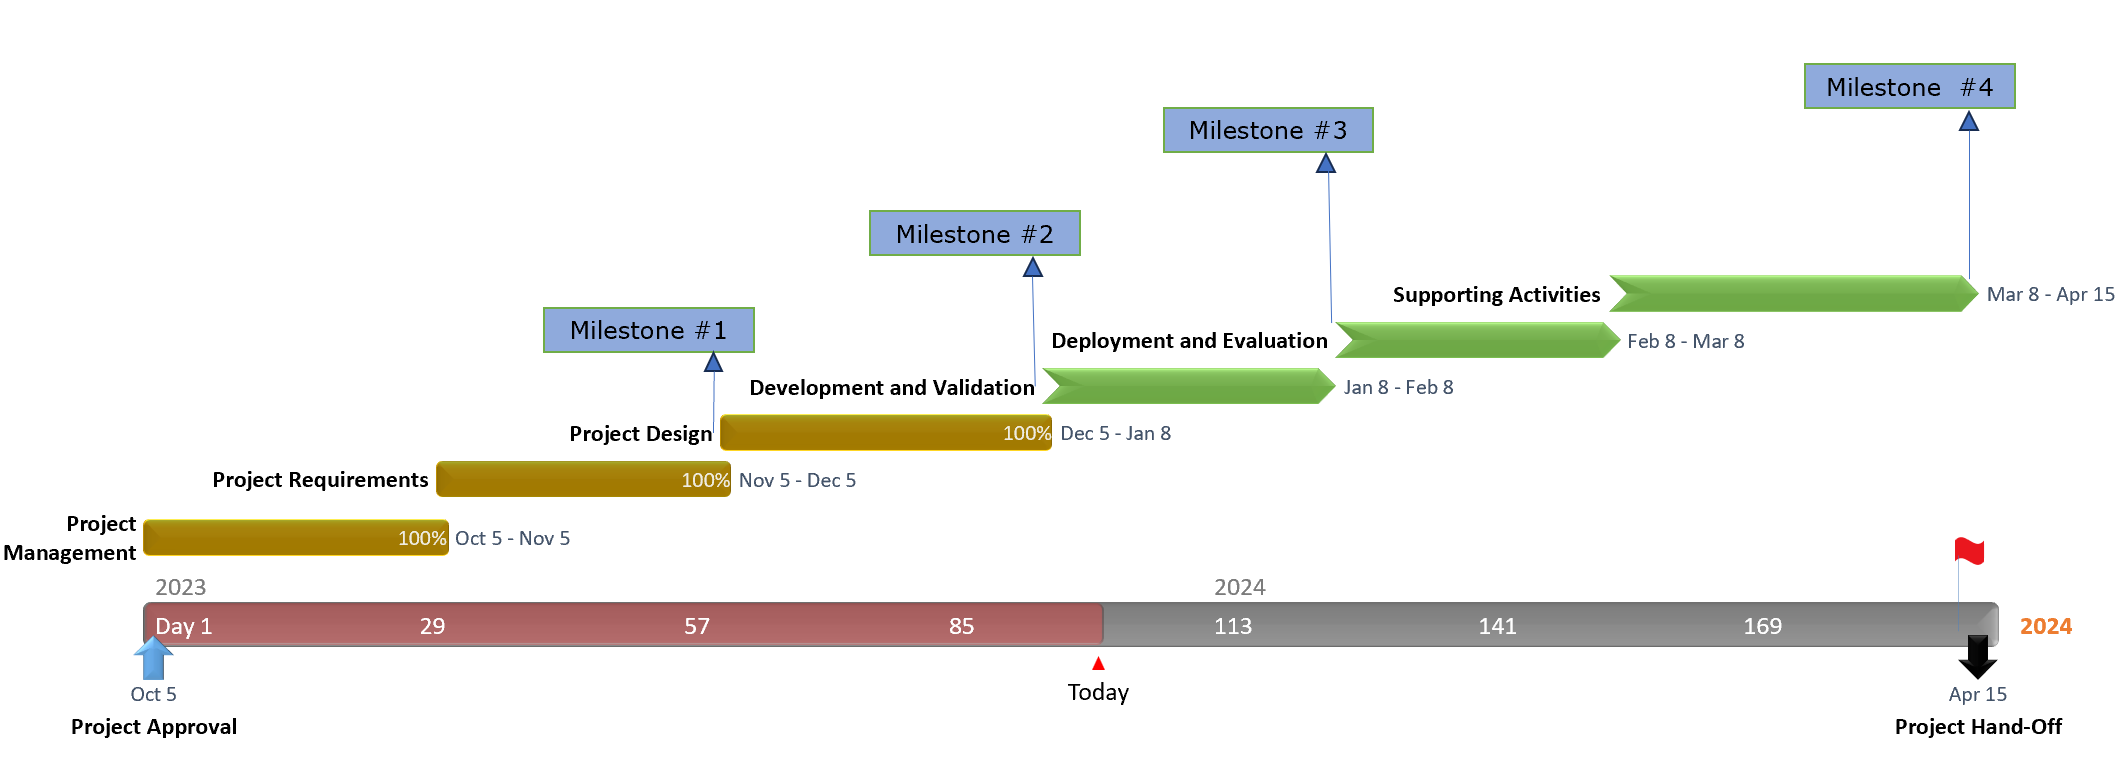 Milestone  #4
Milestone #3
Milestone #2
Supporting Activities Mar 8 - Apr 15
Milestone #1
Deployment and Evaluation Feb 8 - Mar 8
Development and Validation Jan 8 - Feb 8
Project Design 100% Dec 5 - Jan 8
Project Requirements 100% Nov 5 - Dec 5
Project
Management 100% Oct 5 - Nov 5
2023 2024
Day 1 29 57 85 113 141 169 2024
Oct 5 Today Apr 15
Project Approval Project Hand-Off